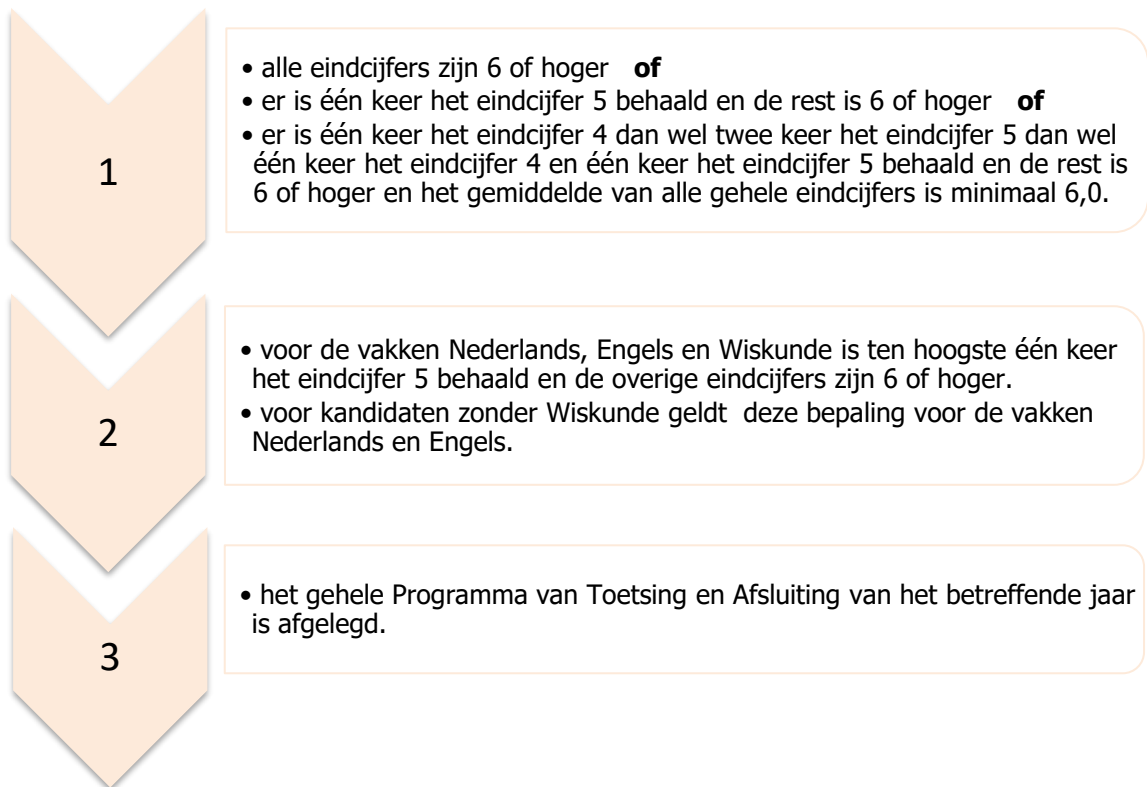 1
• alle eindcijfers zijn 6 of hoger of
• er is één keer het eindcijfer 5 behaald en de rest is 6 of hoger of
• er is één keer het eindcijfer 4 dan wel twee keer het eindcijfer 5 dan wel
één keer het eindcijfer 4 en één keer het eindcijfer 5 behaald en de rest is
6 of hoger en het gemiddelde van alle gehele eindcijfers is minimaal 6,0.
2
• voor de vakken Nederlands, Engels en Wiskunde is ten hoogste één keer
het eindcijfer 5 behaald en de overige eindcijfers zijn 6 of hoger.
• voor kandidaten zonder Wiskunde geldt deze bepaling voor de vakken
Nederlands en Engels.
3
• het gehele Programma van Toetsing en Afsluiting van het betreffende jaar
is afgelegd.